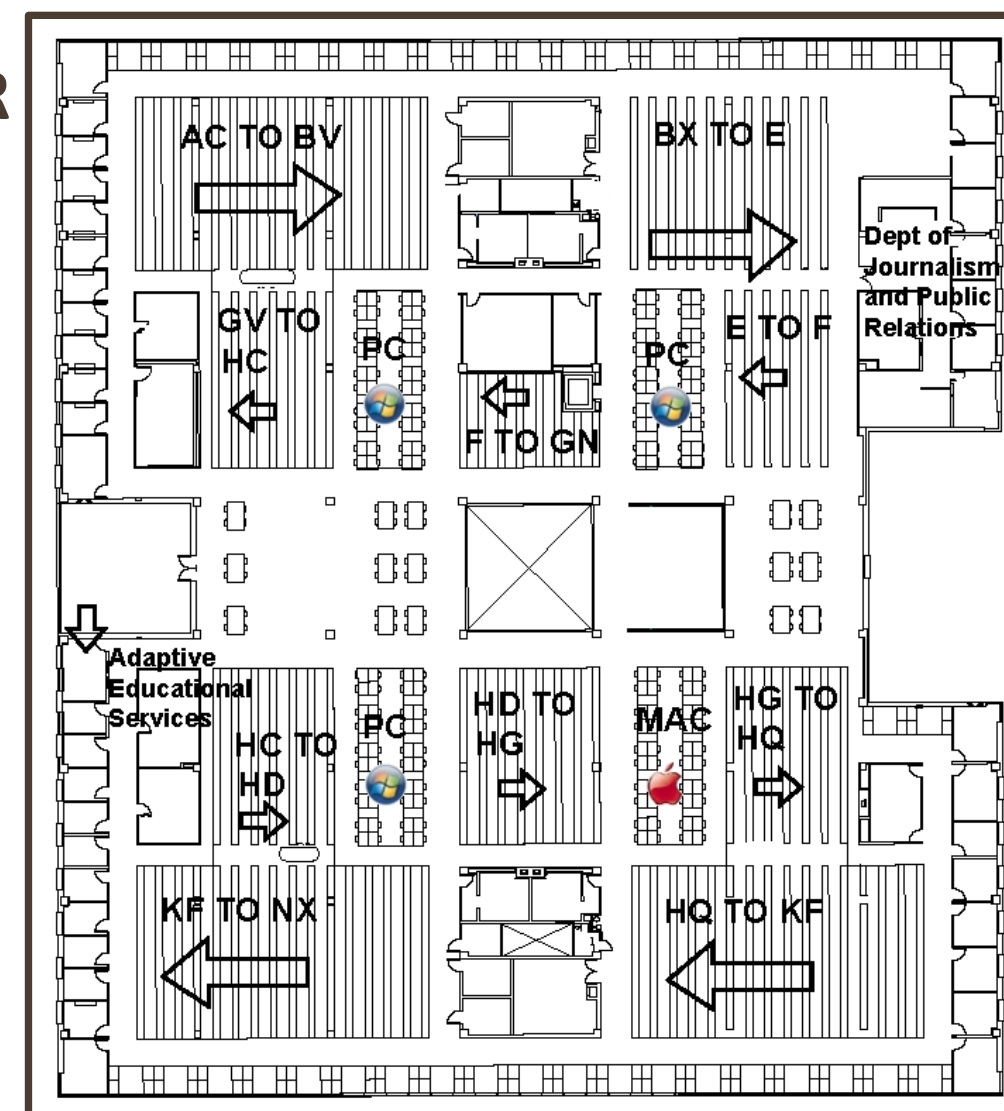 R
AC TO BV
BX TO E
Dept of
Journalism
and Public
Relations
GV TO
HC
PC
F TO GN
PC
E TO F
Adaptive
Educational
Services
HC TO
HD
PC
HD TO
HG
MAC
HG TO
HQ
KF TO NX
HQ TO KF